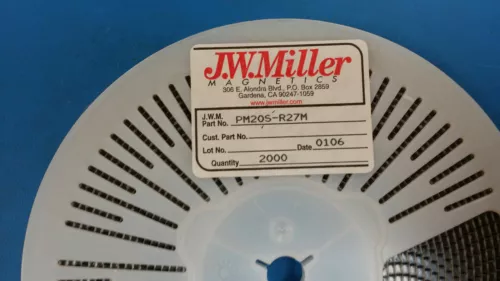 J.W.Miller
MAGNETICS
306 E. Alondra Blvd., P.O. Box 2859
Gardena, CA 90247-1059
www.jwmiller.com
J.W.M.
Part No. PM20S-R27M
Cust. Part No.
Lot No. Date 0106
Quantity 2000